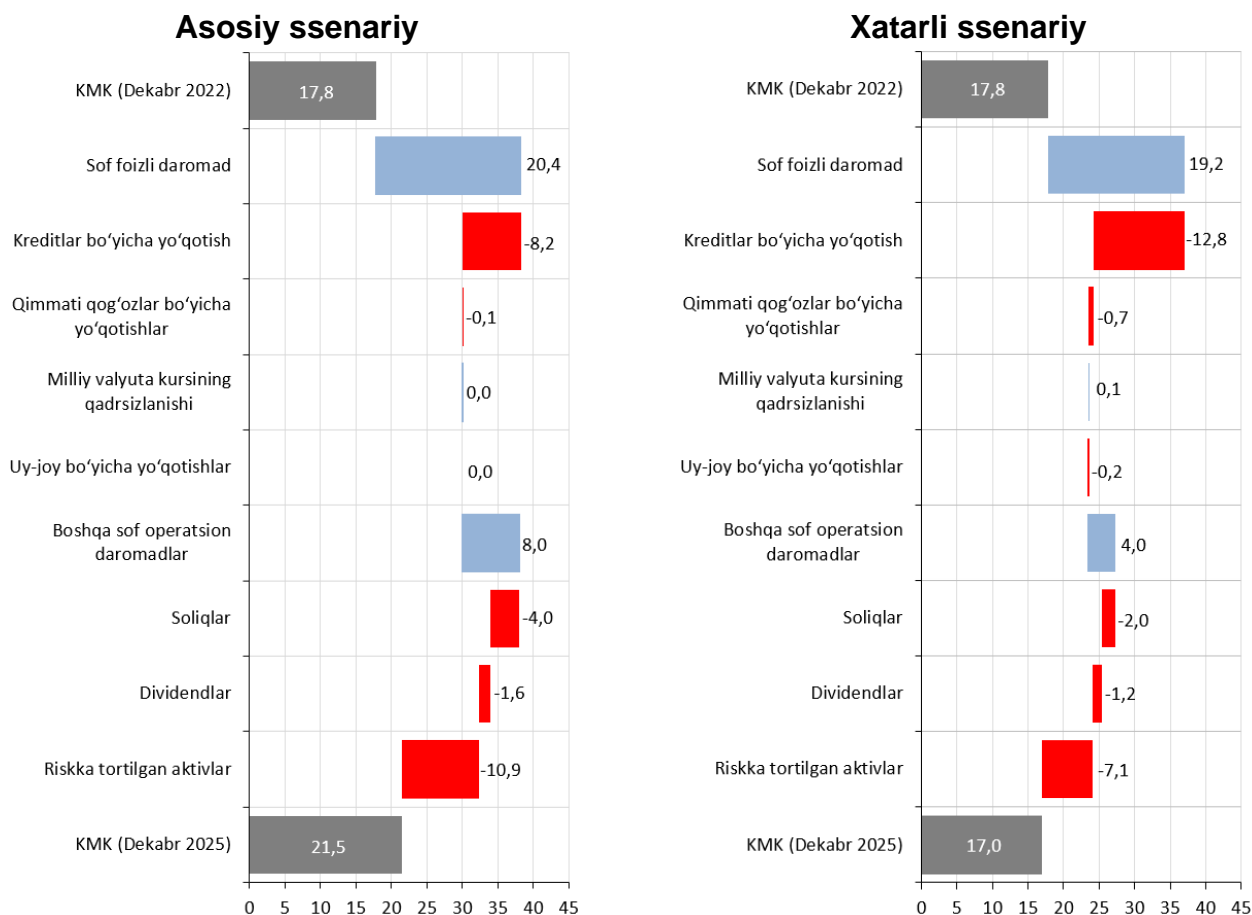 Asosiy ssenariy
KMK (Dekabr 2022)
17,8
Sof foizli daromad
20,4
Kreditlar bo‘yicha yo‘qotish
-8,2
Qimmati qog‘ozlar bo‘yicha
yo‘qotishlar
-0,1
Milliy valyuta kursining
qadrsizlanishi
0,0
Uy-joy bo‘yicha yo‘qotishlar
0,0
Boshqa sof operatsion
daromadlar
8,0
Soliqlar
-4,0
Dividendlar
-1,6
Riskka tortilgan aktivlar
-10,9
KMK (Dekabr 2025)
21,5
0 5 10 15 20 25 30 35 40 45
Xatarli ssenariy
KMK (Dekabr 2022)
17,8
Sof foizli daromad
19,2
Kreditlar bo‘yicha yo‘qotish
-12,8
Qimmati qog‘ozlar bo‘yicha
yo‘qotishlar
-0,7
Milliy valyuta kursining
qadrsizlanishi
0,1
Uy-joy bo‘yicha yo‘qotishlar
-0,2
Boshqa sof operatsion
daromadlar
4,0
Soliqlar
-2,0
Dividendlar
-1,2
Riskka tortilgan aktivlar
-7,1
KMK (Dekabr 2025)
17,0
0 5 10 15 20 25 30 35 40 45